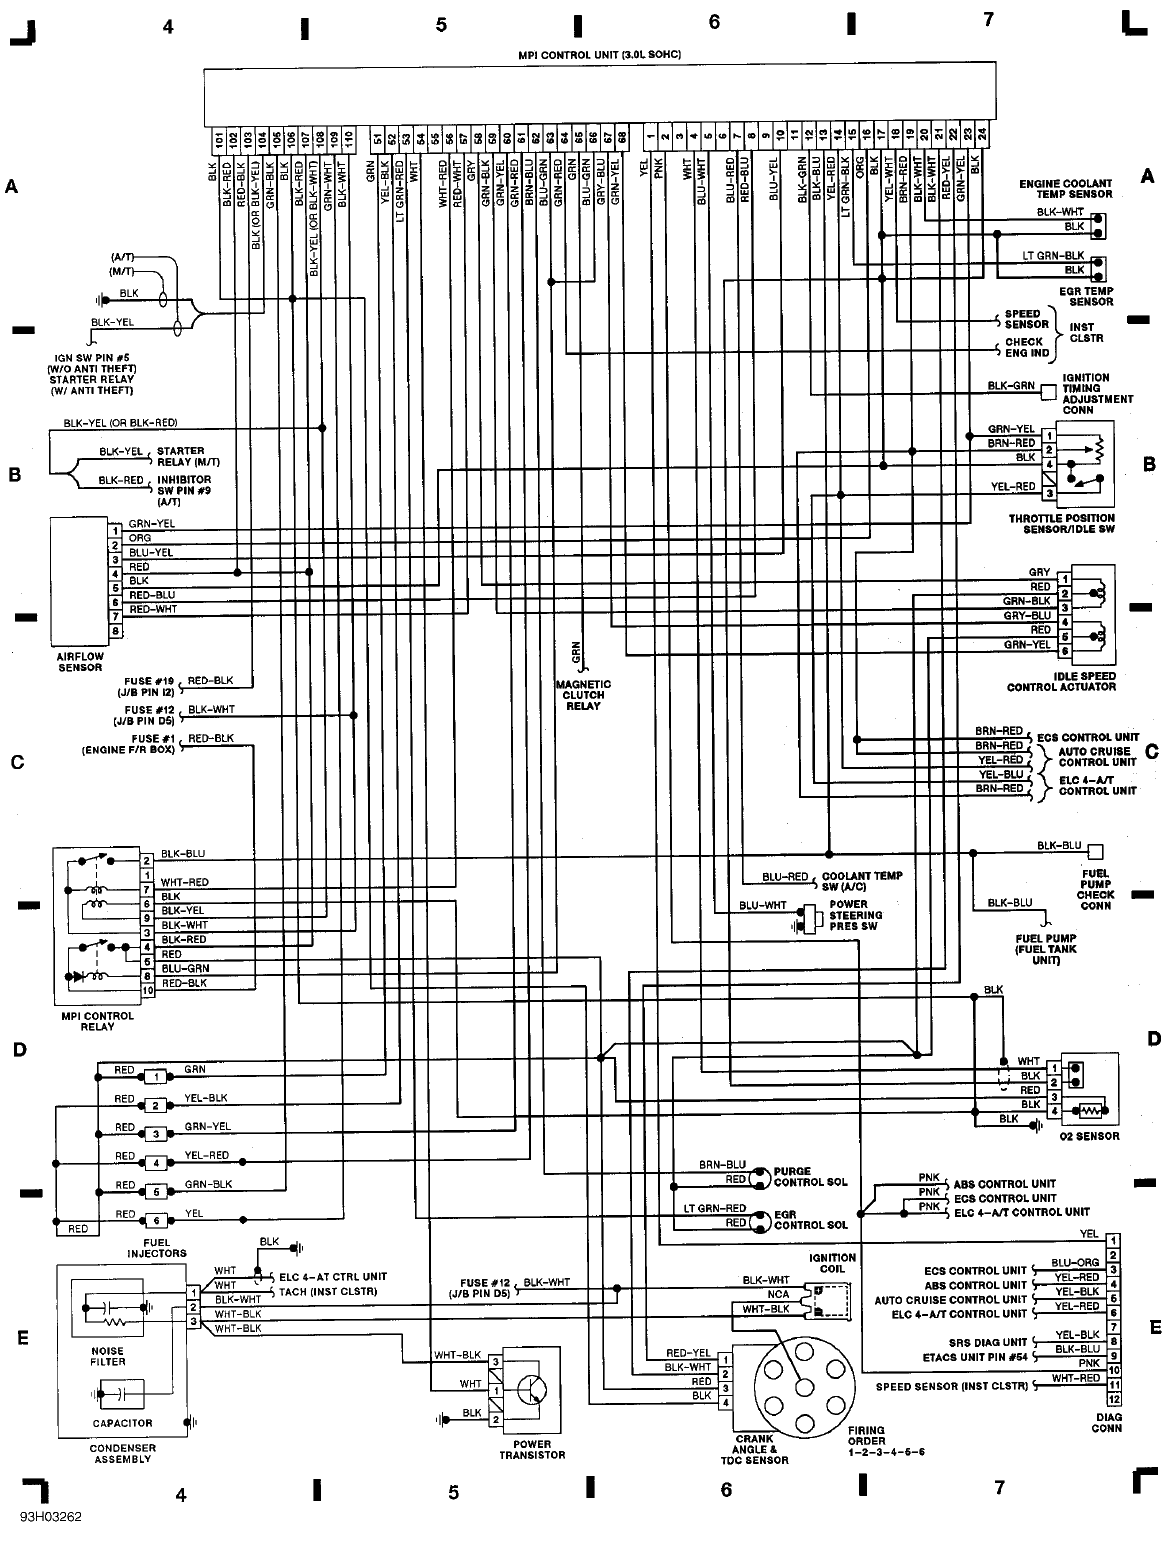 4 5 6 7
MPI CONTROL UNIT (3.0L SOHC)
101 102 103 104 105 106 107 108 109 110 51 52 53 54 55 56 57 58 59 60 61 62 63 64 65 66 67 68 1 2 3 4 5 6 7 8 9 10 11 12 13 14 15 16 17 18 19 20 21 22 23 24
BLK
BLK-RED
RED-BLK
BLK (OR BLK-YEL)
GRN-BLK
BLK
BLK-RED
BLK-YEL (OR BLK-WHT)
GRN-WHT
BLK-WHT
GRN
YEL-BLK
LT GRN-RED
WHT
WHT-RED
RED-WHT
GRY
GRN-BLK
GRN-YEL
GRN-RED
BRN-BLU
BLU-GRN
GRN-RED
GRN
BLU-GRN
GRY-BLU
GRN-YEL
YEL
PNK
WHT
BLU-WHT
BLU-RED
RED-BLU
BLU-YEL
BLK-GRN
BLK-BLU
YEL-RED
LT GRN-BLK
ORG
BLK
YEL-WHT
BRN-RED
BLK-WHT
BLK-WHT
RED-YEL
GRN-YEL
BLK
A
A
ENGINE COOLANT
TEMP SENSOR
BLK-WHT
BLK
LT GRN-BLK
BLK
EGR TEMP
SENSOR
(A/T)
(M/T)
BLK
BLK-YEL
IGN SW PIN #5
(W/O ANTI THEFT)
STARTER RELAY
(W/ ANTI THEFT)
SPEED
SENSOR
CHECK
ENG IND
INST
CLSTR
BLK-GRN
IGNITION
TIMING
ADJUSTMENT
CONN
BLK-YEL (OR BLK-RED)
BLK-YEL
STARTER
RELAY (M/T)
BLK-RED
INHIBITOR
SW PIN #9
(A/T)
B
B
GRN-YEL 1
BRN-RED 2
BLK 4
YEL-RED 3
THROTTLE POSITION
SENSOR/IDLE SW
1 GRN-YEL
2 ORG
3 BLU-YEL
4 RED
5 BLK
6 RED-BLU
7 RED-WHT
8
AIRFLOW
SENSOR
GRY 1
RED 2
GRN-BLK 3
GRY-BLU 4
RED 5
GRN-YEL 6
IDLE SPEED
CONTROL ACTUATOR
GRN
MAGNETIC
CLUTCH
RELAY
FUSE #19
(J/B PIN I2)
RED-BLK
FUSE #12
(J/B PIN D5)
BLK-WHT
FUSE #1
(ENGINE F/R BOX)
RED-BLK
C
C
BRN-RED ECS CONTROL UNIT
BRN-RED
YEL-RED
AUTO CRUISE
CONTROL UNIT
YEL-BLU
BRN-RED
ELC 4-A/T
CONTROL UNIT
2 BLK-BLU
1
7 WHT-RED
6 BLK
9 BLK-YEL
3 BLK-WHT
4 BLK-RED
5 RED
8 BLU-GRN
10 RED-BLK
MPI CONTROL
RELAY
BLK-BLU
FUEL
PUMP
CHECK
CONN
BLU-RED
COOLANT TEMP
SW (A/C)
BLU-WHT
POWER
STEERING
PRES SW
BLK-BLU
FUEL PUMP
(FUEL TANK
UNIT)
BLK
D
D
WHT 1
BLK 2
RED 3
BLK 4
BLK
O2 SENSOR
RED 1 GRN
RED 2 YEL-BLK
RED 3 GRN-YEL
RED 4 YEL-RED
RED 5 GRN-BLK
RED 6 YEL
RED
FUEL
INJECTORS
BRN-BLU
RED
PURGE
CONTROL SOL
LT GRN-RED
RED
EGR
CONTROL SOL
PNK ABS CONTROL UNIT
PNK ECS CONTROL UNIT
PNK ELC 4-A/T CONTROL UNIT
BLK
WHT ELC 4-AT CTRL UNIT
WHT TACH (INST CLSTR)
BLK-WHT
WHT-BLK
WHT-BLK
1
2
3
NOISE
FILTER
CAPACITOR
CONDENSER
ASSEMBLY
FUSE #12
(J/B PIN D5)
BLK-WHT
IGNITION
COIL
BLK-WHT
NCA
WHT-BLK
E
E
WHT-BLK 3
WHT 1
BLK 2
POWER
TRANSISTOR
RED-YEL 1
BLK-WHT 2
RED 3
BLK 4
CRANK
ANGLE &
TDC SENSOR
FIRING
ORDER
1-2-3-4-5-6
YEL 1
2
ECS CONTROL UNIT BLU-ORG 3
ABS CONTROL UNIT YEL-RED 4
AUTO CRUISE CONTROL UNIT YEL-BLK 5
ELC 4-A/T CONTROL UNIT YEL-RED 6
7
SRS DIAG UNIT YEL-BLK 8
ETACS UNIT PIN #54 BLK-BLU 9
PNK 10
SPEED SENSOR (INST CLSTR) WHT-RED 11
12
DIAG
CONN
4 5 6 7
93H03262